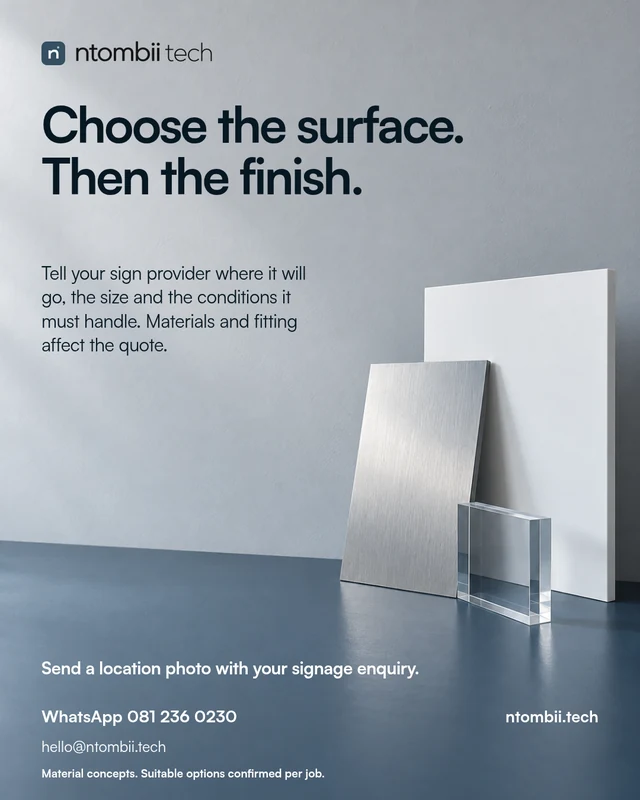 n
ntombii tech
Choose the surface.
Then the finish.
Tell your sign provider where it will
go, the size and the conditions it
must handle. Materials and fitting
affect the quote.
Send a location photo with your signage enquiry.
WhatsApp 081 236 0230
ntombii.tech
hello@ntombii.tech
Material concepts. Suitable options confirmed per job.